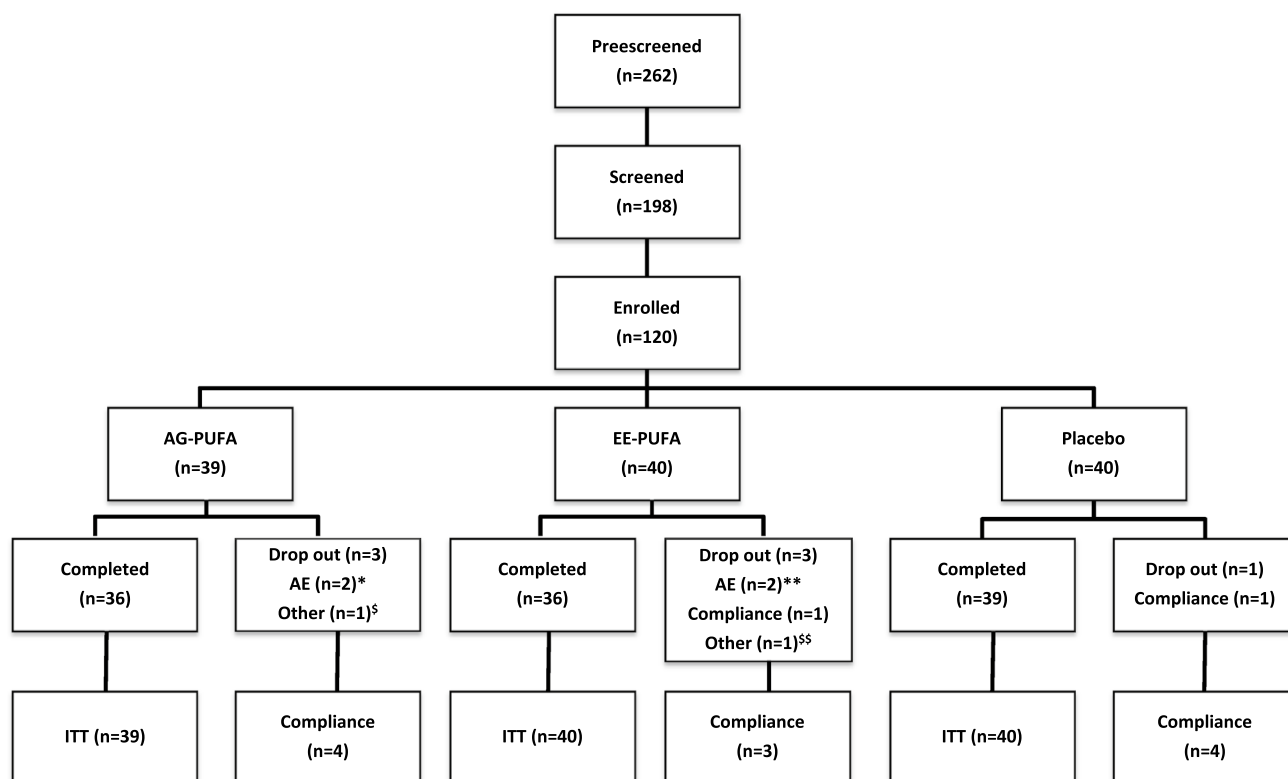 Preescreened
(n=262)
Screened
(n=198)
Enrolled
(n=120)
AG-PUFA
(n=39)
EE-PUFA
(n=40)
Placebo
(n=40)
Completed
(n=36)
Drop out (n=3)
AE (n=2)*
Other (n=1)$
Completed
(n=36)
Drop out (n=3)
AE (n=2)**
Compliance (n=1)
Other (n=1)$$
Completed
(n=39)
Drop out (n=1)
Compliance (n=1)
ITT (n=39)
Compliance
(n=4)
ITT (n=40)
Compliance
(n=3)
ITT (n=40)
Compliance
(n=4)